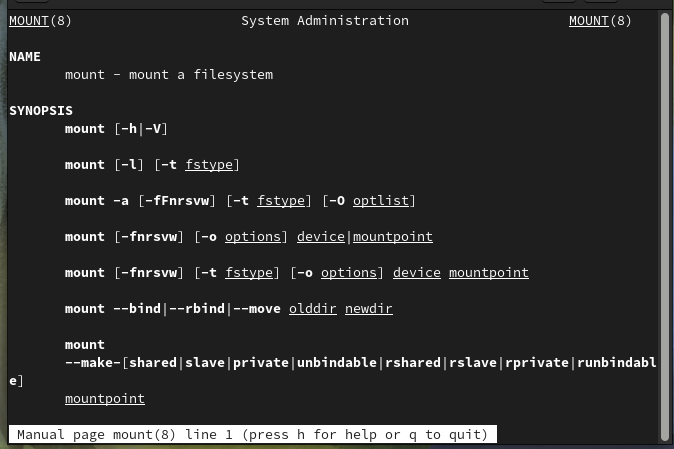 MOUNT(8) System Administration MOUNT(8)
NAME
mount - mount a filesystem
SYNOPSIS
mount [-h|-V]
mount [-l] [-t fstype]
mount -a [-fFnrsvw] [-t fstype] [-O optlist]
mount [-fnrsvw] [-o options] device|mountpoint
mount [-fnrsvw] [-t fstype] [-o options] device mountpoint
mount --bind|--rbind|--move olddir newdir
mount
--make-[shared|slave|private|unbindable|rshared|rslave|rprivate|runbindabl
e]
mountpoint
Manual page mount(8) line 1 (press h for help or q to quit)